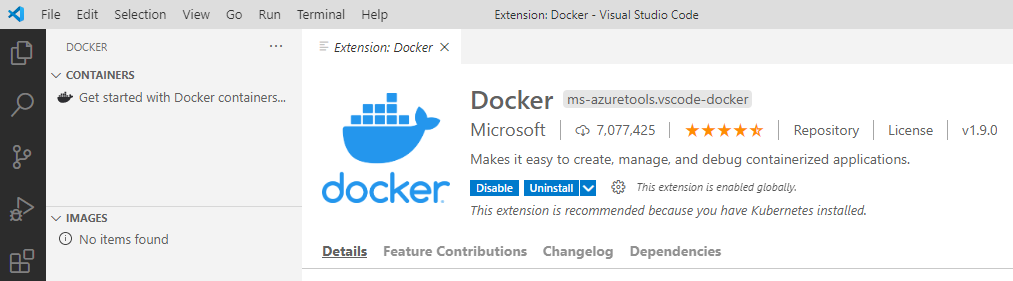 File Edit Selection View Go Run Terminal Help Extension: Docker - Visual Studio Code
DOCKER ···
Extension: Docker
CONTAINERS
Get started with Docker containers...
IMAGES
No items found
docker
Docker ms-azuretools.vscode-docker
Microsoft 7,077,425 Repository License v1.9.0
Makes it easy to create, manage, and debug containerized applications.
Disable Uninstall This extension is enabled globally.
This extension is recommended because you have Kubernetes installed.
Details Feature Contributions Changelog Dependencies